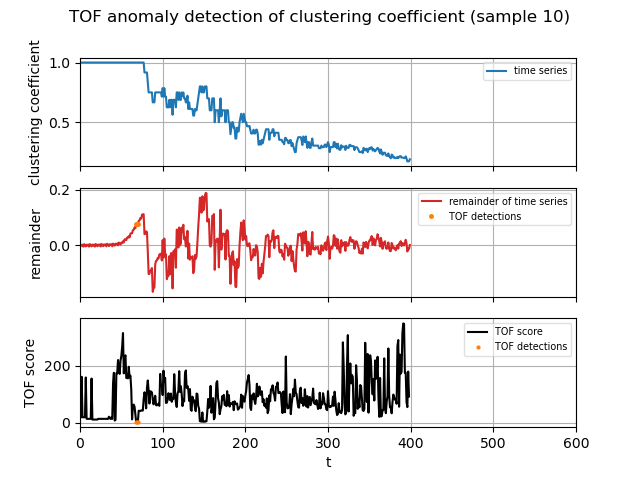 TOF anomaly detection of clustering coefficient (sample 10)
clustering coefficient
1.0
0.5
time series
remainder
0.2
0.0
remainder of time series
TOF detections
TOF score
200
0
TOF score
TOF detections
0 100 200 300 400 500 600
t